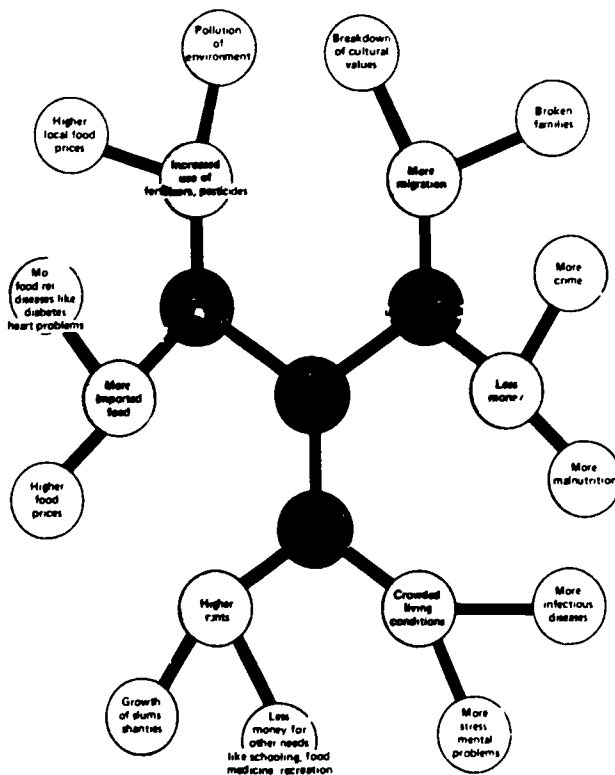 Pollution
of
environment
Breakdown
of cultural
values
Higher
local food
prices
Broken
families
Increased
use of
fertilisers, pesticides
More
migration
More
crime
food
diseases like
diabetes
heart problems
More
Imported
food
Less
money
Higher
food
prices
More
malnutrition
Higher
rents
Crowded
living
conditions
More
infectious
diseases
Growth
of slums
shanties
Less
money for
other needs
like schooling, food
medicine, recreation
More
stress
mental
problems